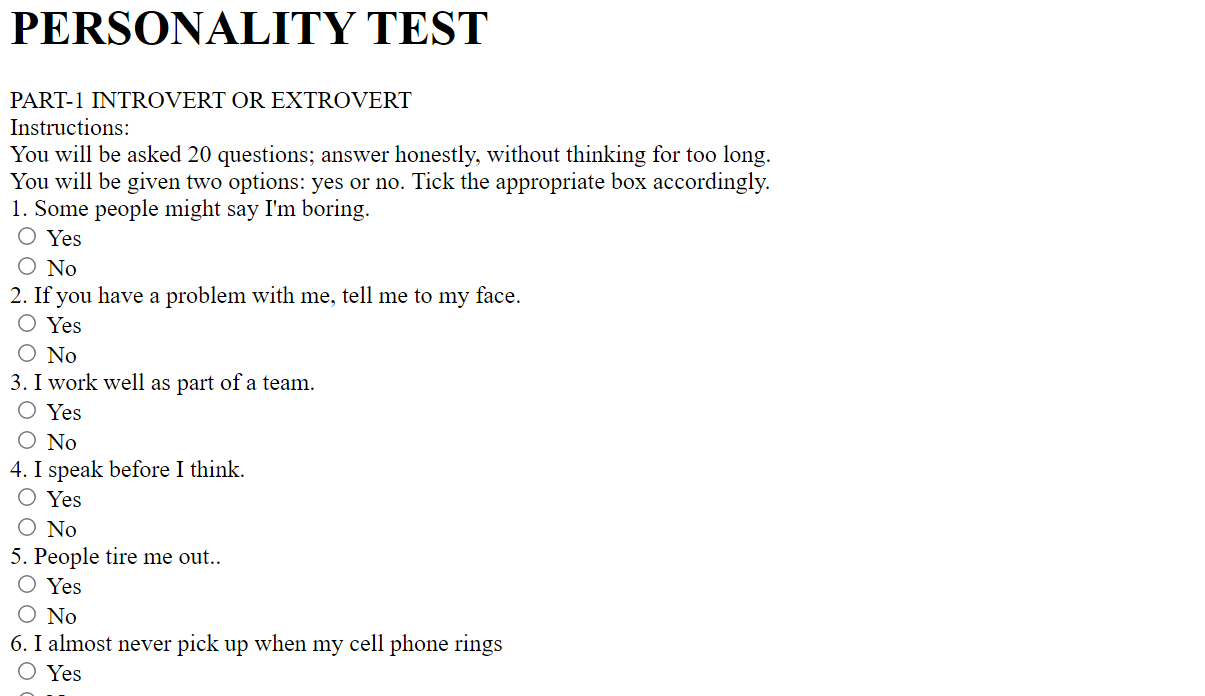 PERSONALITY TEST
PART-1 INTROVERT OR EXTROVERT
Instructions:
You will be asked 20 questions; answer honestly, without thinking for too long.
You will be given two options: yes or no. Tick the appropriate box accordingly.
1. Some people might say I'm boring.
Yes
No
2. If you have a problem with me, tell me to my face.
Yes
No
3. I work well as part of a team.
Yes
No
4. I speak before I think.
Yes
No
5. People tire me out..
Yes
No
6. I almost never pick up when my cell phone rings
Yes